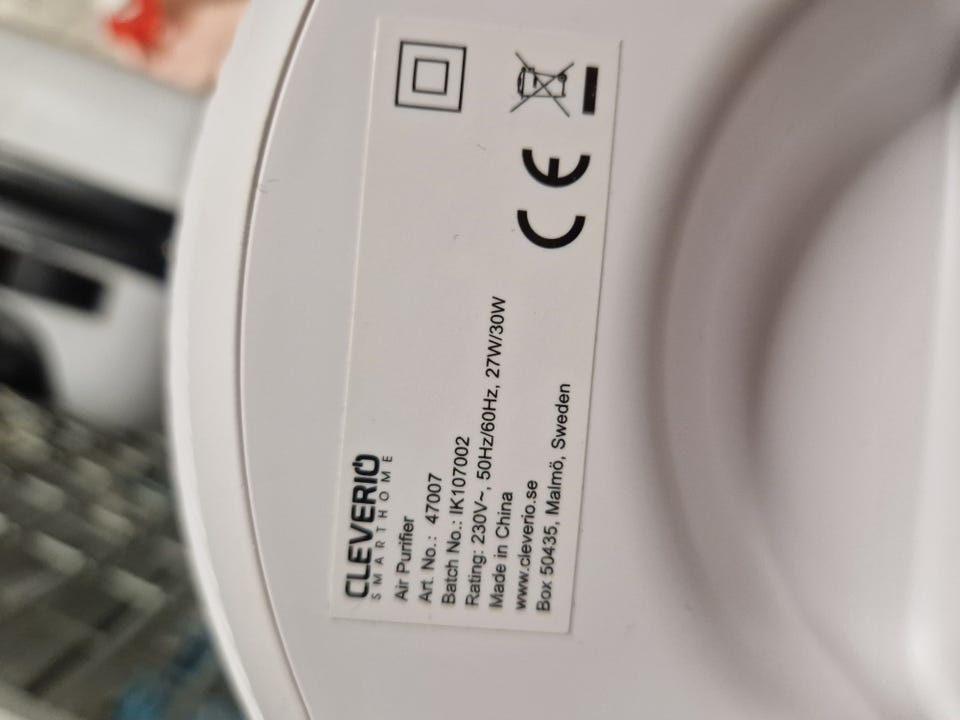 CLEVERIO
SMARTHOME
Air Purifier
Art. No.: 47007
Batch No.: IK107002
Rating: 230V~, 50Hz/60Hz, 27W/30W
Made in China
www.cleverio.se
Box 50435, Malmö, Sweden
CE